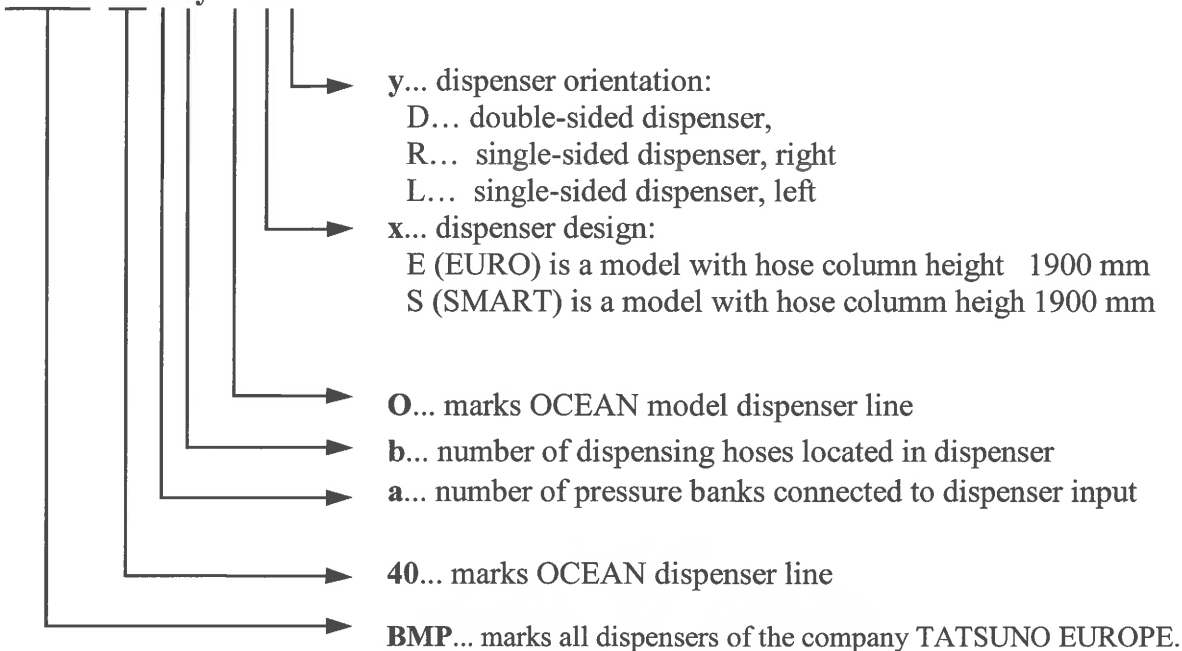 y... dispenser orientation:
D... double-sided dispenser,
R... single-sided dispenser, right
L... single-sided dispenser, left
x... dispenser design:
E (EURO) is a model with hose column height 1900 mm
S (SMART) is a model with hose columm heigh 1900 mm
O... marks OCEAN model dispenser line
b... number of dispensing hoses located in dispenser
a... number of pressure banks connected to dispenser input
40... marks OCEAN dispenser line
BMP... marks all dispensers of the company TATSUNO EUROPE.